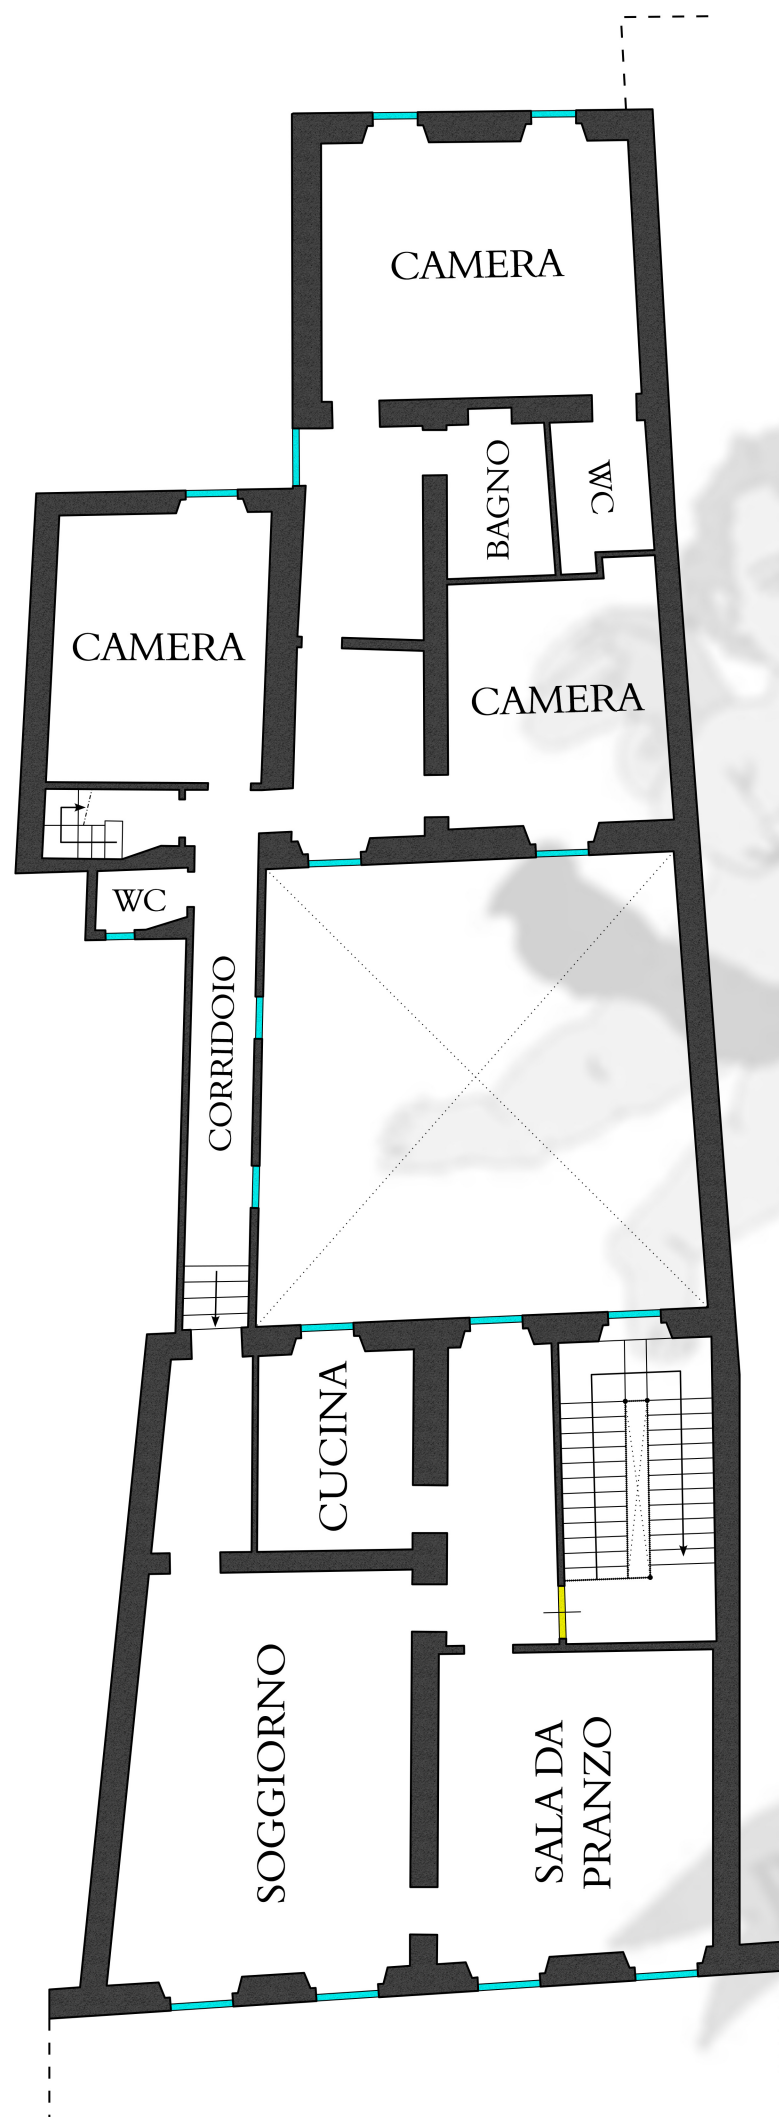 CAMERA
BAGNO
WC
CAMERA
CAMERA
WC
CORRIDOIO
CUCINA
SOGGIORNO
SALA DA
PRANZO